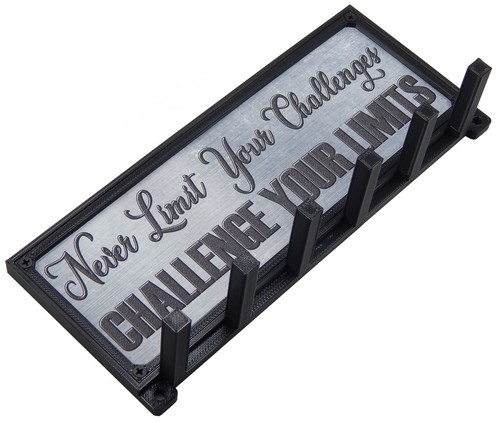 Never Limit Your Challenges
CHALLENGE YOUR LIMITS